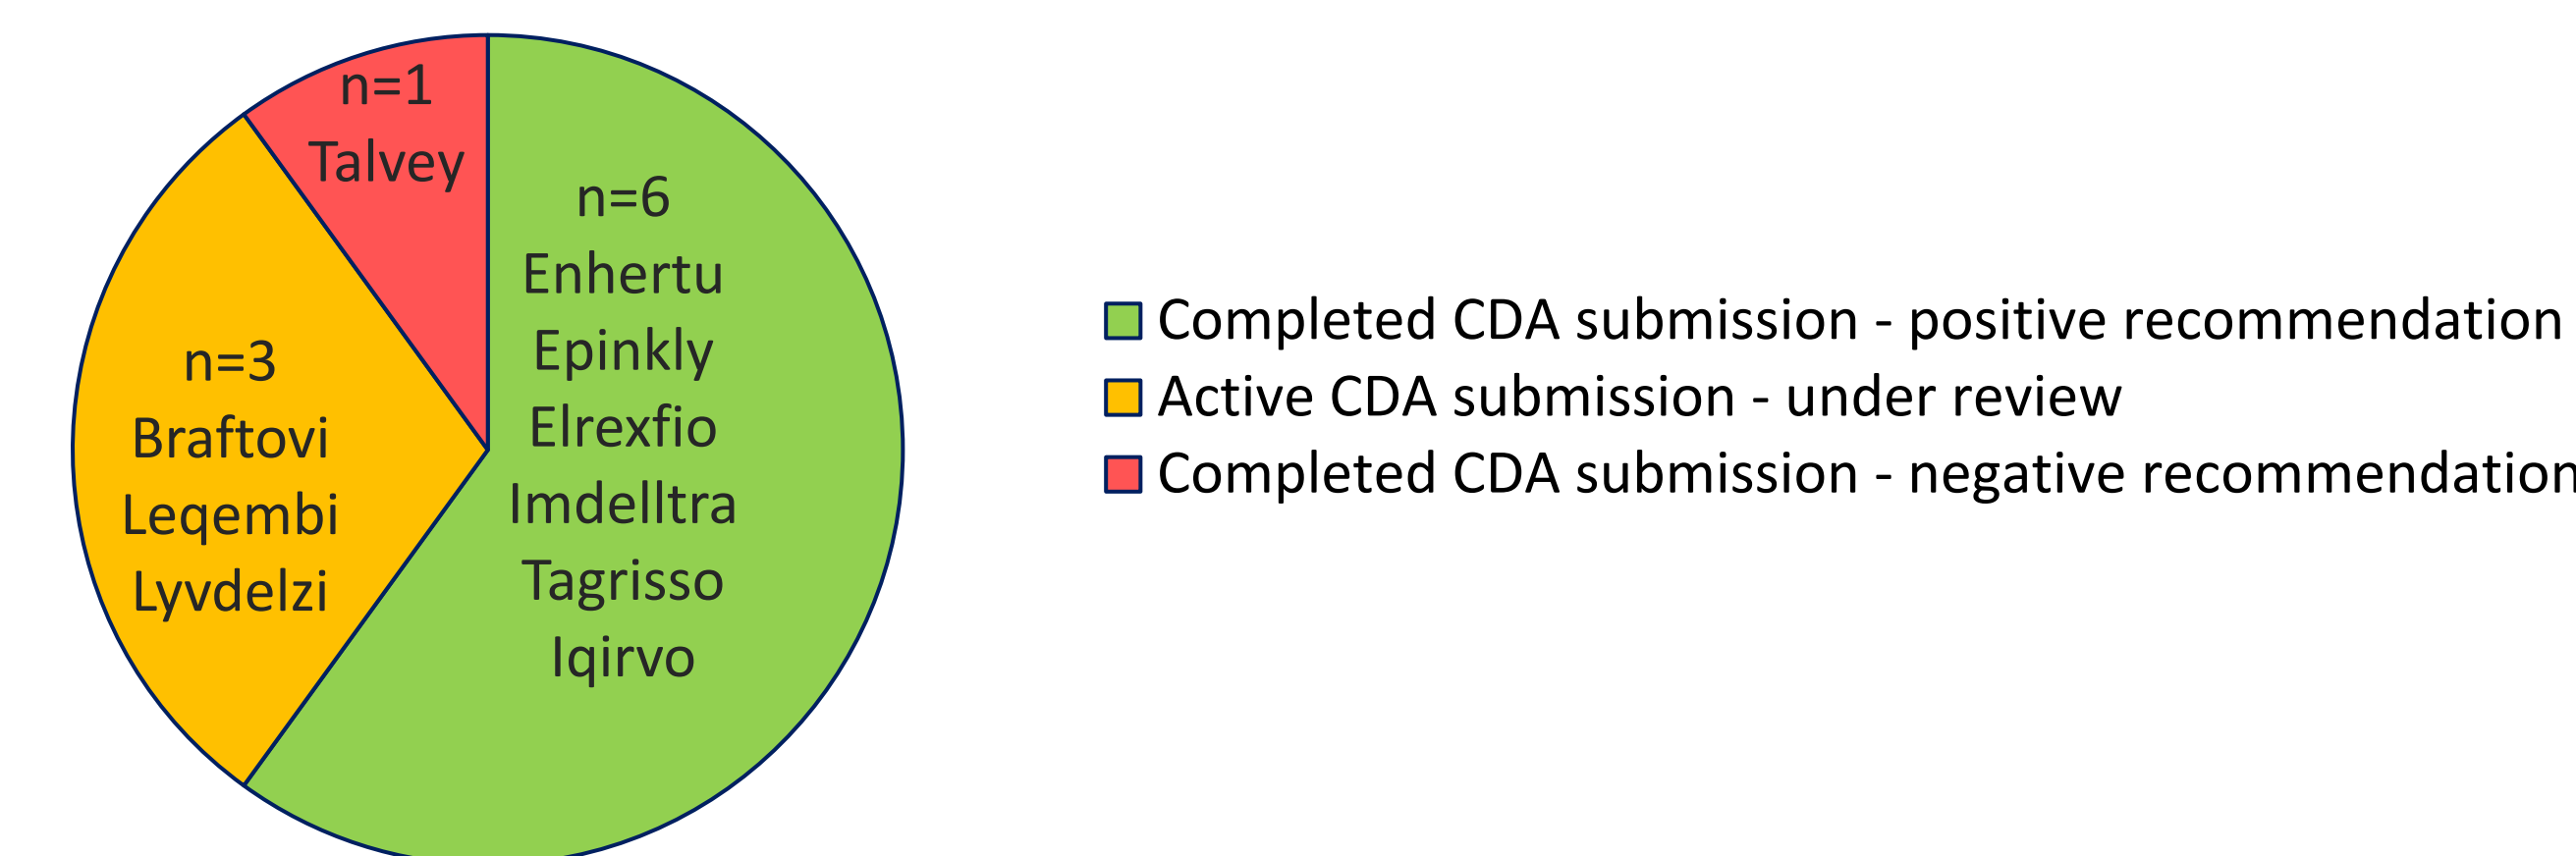 n=1
Talvey
n=6
Enhertu
Epinkly
Elrexfio
Imdelltra
Tagrisso
Iqirvo
n=3
Braftovi
Leqembi
Lyvdelzi
Completed CDA submission - positive recommendation
Active CDA submission - under review
Completed CDA submission - negative recommendation